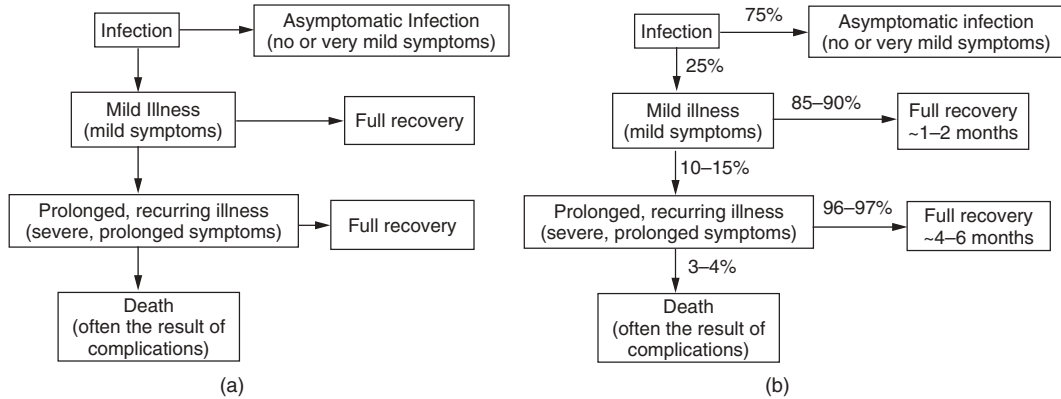 Infection
Asymptomatic Infection
(no or very mild symptoms)
Mild Illness
(mild symptoms)
Full recovery
Prolonged, recurring illness
(severe, prolonged symptoms)
Full recovery
Death
(often the result of
complications)
(a)
Infection
75%
Asymptomatic infection
(no or very mild symptoms)
25%
Mild illness
(mild symptoms)
85–90%
Full recovery
~1–2 months
10–15%
Prolonged, recurring illness
(severe, prolonged symptoms)
96–97%
Full recovery
~4–6 months
3–4%
Death
(often the result of
complications)
(b)